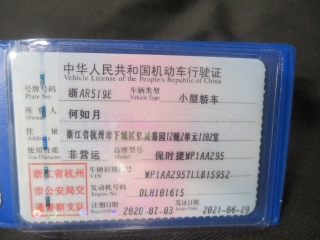 中华人民共和国机动车行驶证
Vehicle License of the People's Republic of China
号牌号码 浙AR519E 车辆类型 小型轿车
Plate No. Vehicle Type
所有人 何如月
Owner
住址 浙江省杭州市下城区亿城嘉园12幢2单元1102室
Address
使用性质 非营运 品牌型号 保时捷WP1AA295
Use Character Model
浙江省杭州 车辆识别代号 WP1AA2957LLB15952
VIN
市公安局交 发动机号码 DLH101615
Engine No.
通警察支队 注册日期 2020-07-03 发证日期 2021-06-29
Register Date Issue Date